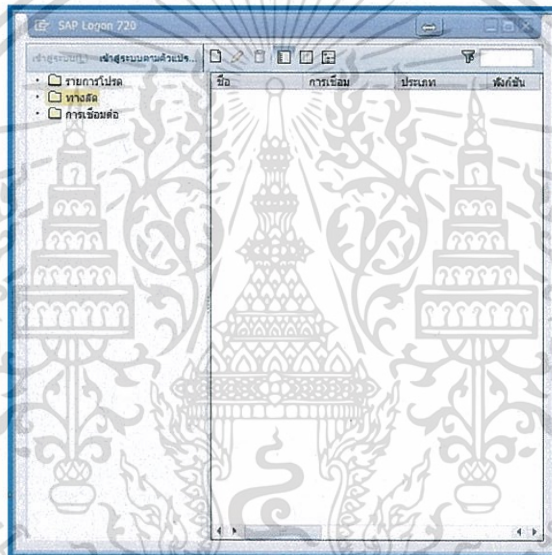 SAP Logon 720
เข้าสู่ระบบ เข้าสู่ระบบตามตัวแปร...
รายการโปรด
ทางลัด
การเชื่อมต่อ
ชื่อ การเชื่อม ประเภท ฟังก์ชัน